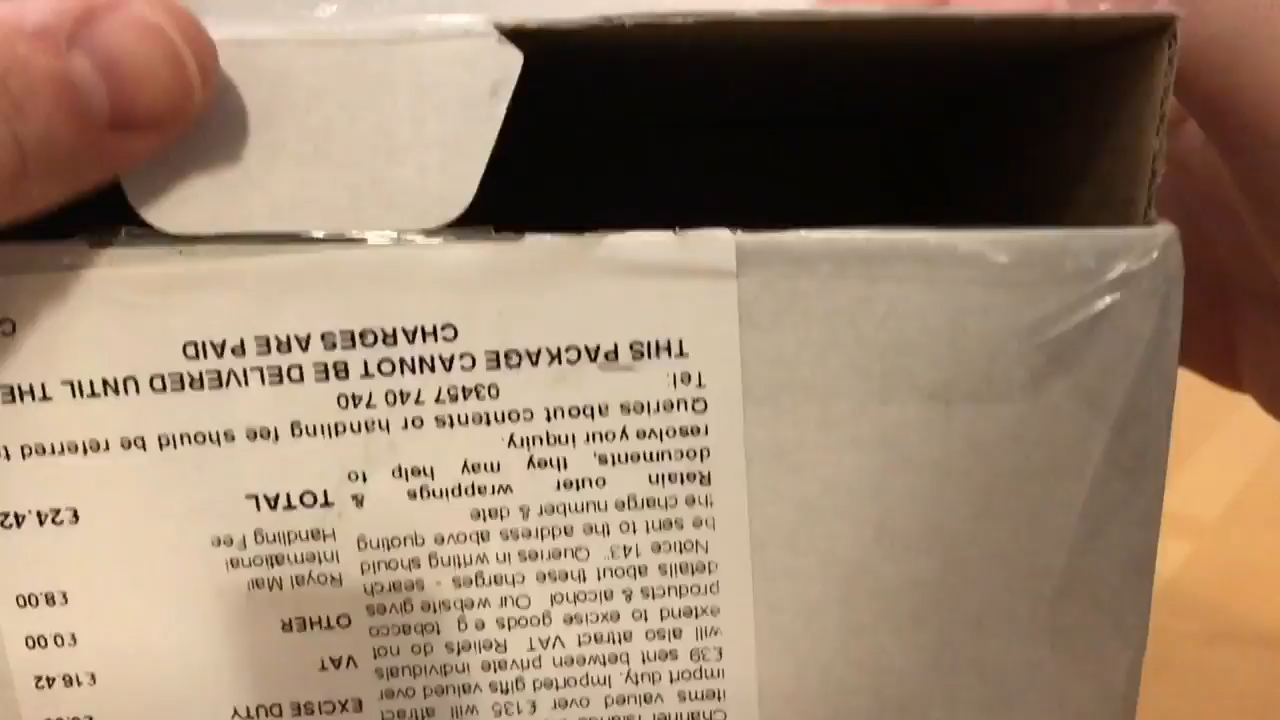 Channel
items valued over £135 will attract
import duty. Imported gifts valued over
£39 sent between private individuals
will also attract VAT Reliefs do not
extend to excise goods e.g tobacco
products & alcohol Our website gives
details about these charges - search
Notice 143" Queries in writing should
be sent to the address above quoting
the charge number & date
Retain outer wrappings &
documents, they may help to
resolve your inquiry.
EXCISE DUTY
VAT £16.42
OTHER £0.00
Royal Mail £8.00
International
Handling Fee
TOTAL £24.42
Queries about contents or handling fee should be referred
Tel: 03457 740 740
THIS PACKAGE CANNOT BE DELIVERED UNTIL THE
CHARGES ARE PAID